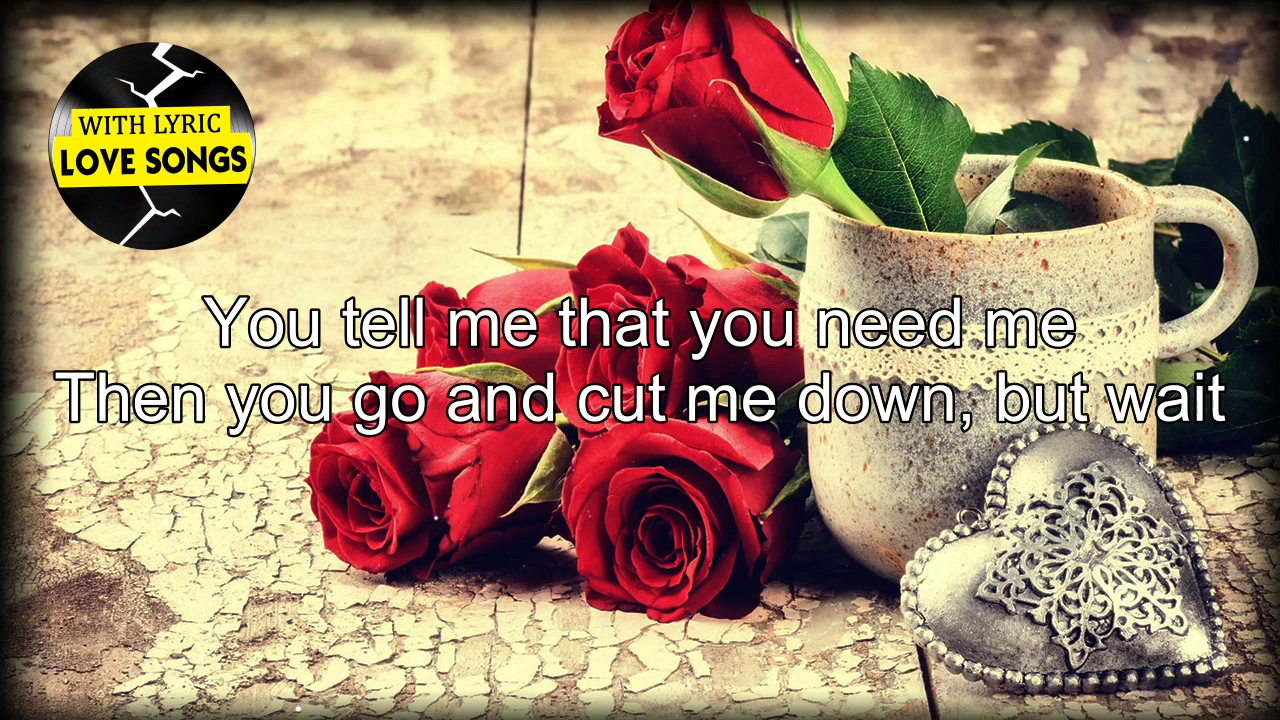 WITH LYRIC
LOVE SONGS
You tell me that you need me
Then you go and cut me down, but wait